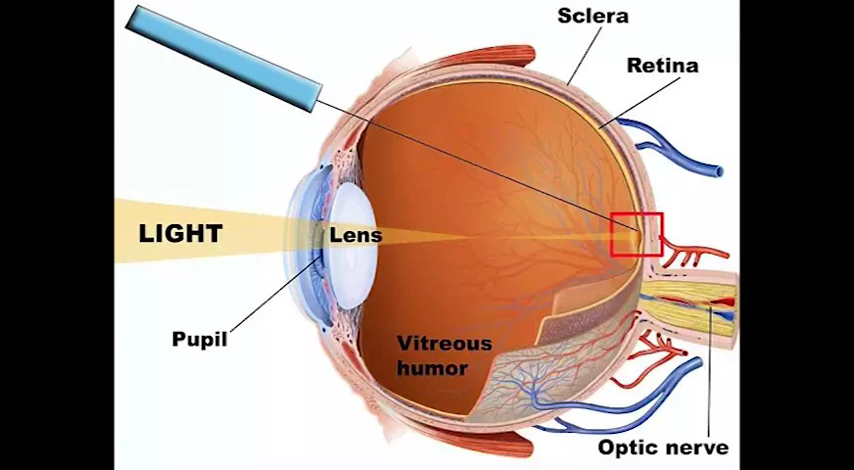 Sclera
Retina
LIGHT
Lens
Pupil
Vitreous
humor
Optic nerve